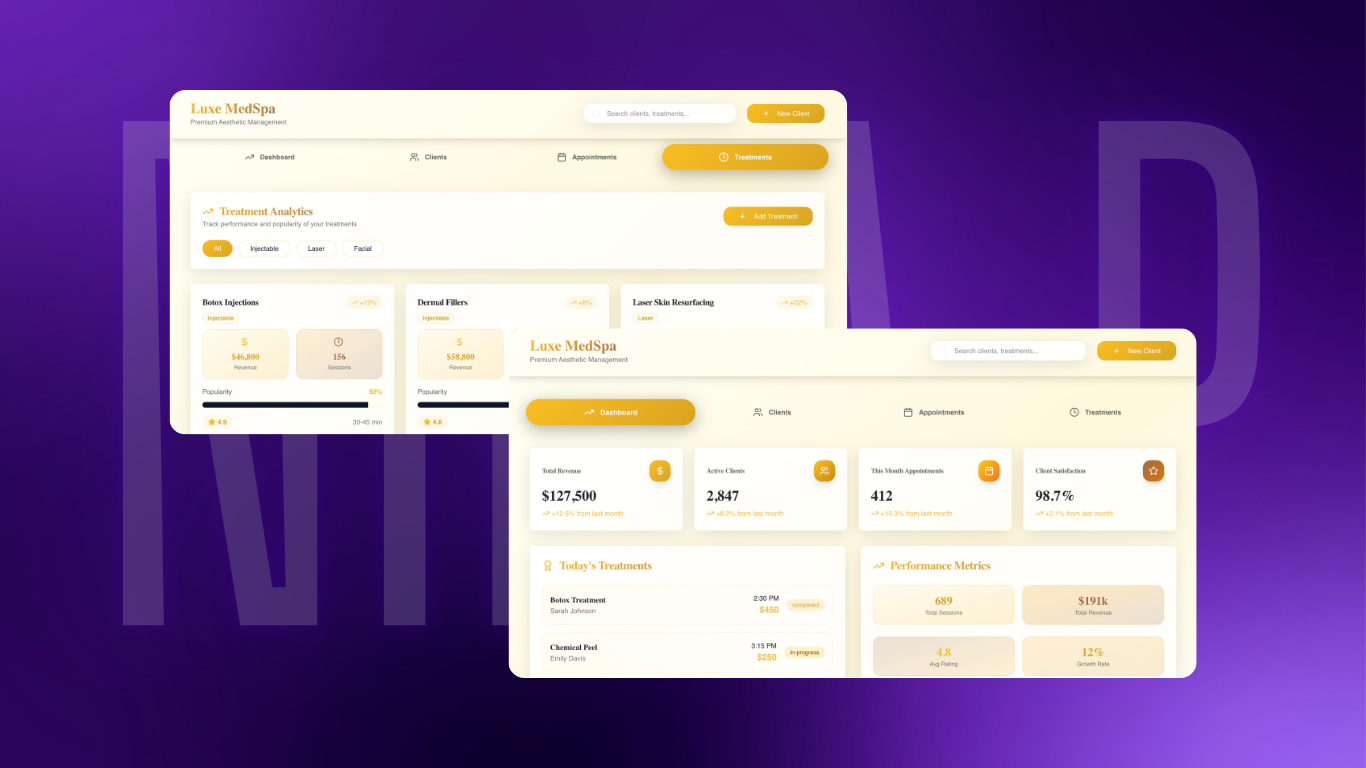 Luxe MedSpa
Premium Aesthetic Management
Search clients, treatments...
+ New Client
Dashboard
Clients
Appointments
Treatments
Treatment Analytics
Track performance and popularity of your treatments
+ Add Treatment
All
Injectable
Laser
Facial
Botox Injections
+12%
Injectable
$46,800
Revenue
156
Sessions
Popularity
92%
4.9
30-45 min
Dermal Fillers
+8%
Injectable
$58,800
Revenue
Popularity
4.8
Laser Skin Resurfacing
+22%
Laser
Luxe MedSpa
Premium Aesthetic Management
Search clients, treatments...
+ New Client
Dashboard
Clients
Appointments
Treatments
Total Revenue
$127,500
+12.5% from last month
Active Clients
2,847
+8.2% from last month
This Month Appointments
412
+15.3% from last month
Client Satisfaction
98.7%
+2.1% from last month
Today's Treatments
Botox Treatment
Sarah Johnson
2:30 PM
$450
completed
Chemical Peel
Emily Davis
3:15 PM
$250
in-progress
Performance Metrics
689
Total Sessions
$191k
Total Revenue
4.8
Avg Rating
12%
Growth Rate